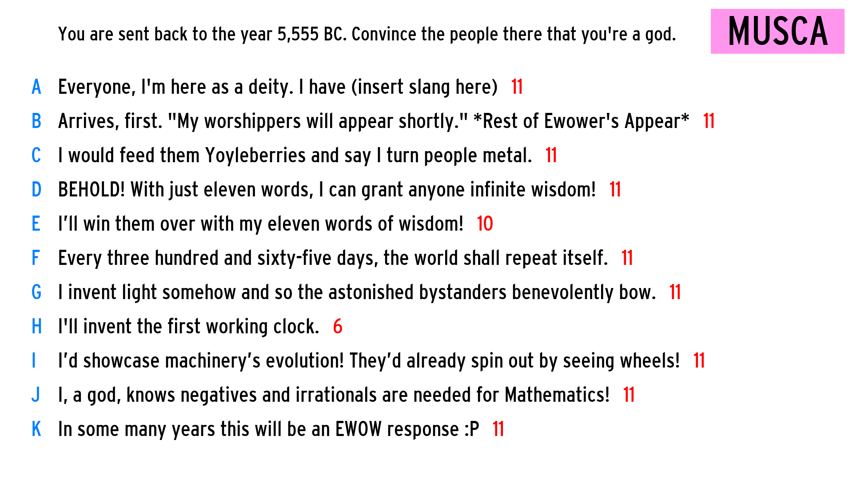 You are sent back to the year 5,555 BC. Convince the people there that you're a god.
MUSCA
A Everyone, I'm here as a deity. I have (insert slang here) 11
B Arrives, first. "My worshippers will appear shortly." *Rest of Ewower's Appear* 11
C I would feed them Yoyleberries and say I turn people metal. 11
D BEHOLD! With just eleven words, I can grant anyone infinite wisdom! 11
E I’ll win them over with my eleven words of wisdom! 10
F Every three hundred and sixty-five days, the world shall repeat itself. 11
G I invent light somehow and so the astonished bystanders benevolently bow. 11
H I'll invent the first working clock. 6
I I’d showcase machinery’s evolution! They’d already spin out by seeing wheels! 11
J I, a god, knows negatives and irrationals are needed for Mathematics! 11
K In some many years this will be an EWOW response :P 11